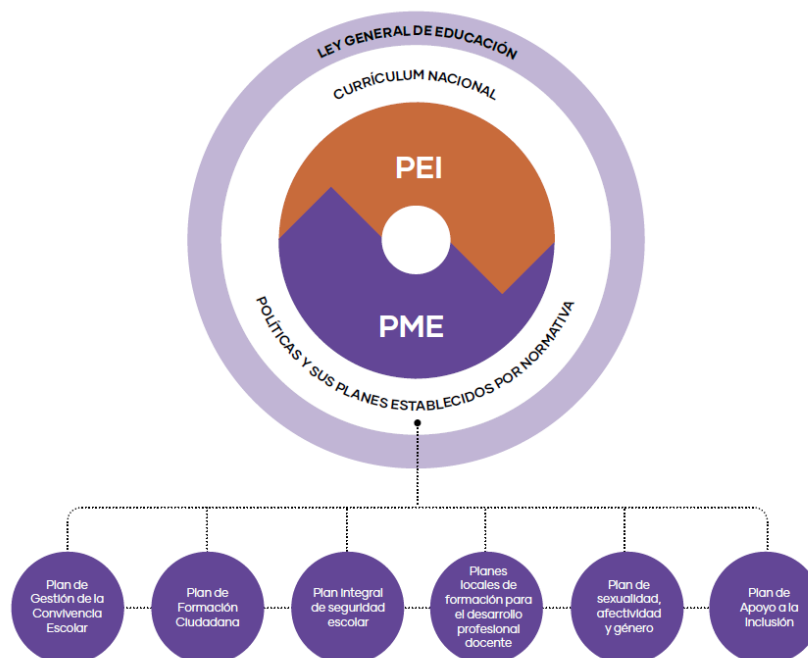 LEY GENERAL DE EDUCACIÓN
CURRÍCULUM NACIONAL
PEI
PME
POLÍTICAS Y SUS PLANES ESTABLECIDOS POR NORMATIVA
Plan de
Gestión de la
Convivencia
Escolar
Plan de
Formación
Ciudadana
Plan Integral
de seguridad
escolar
Planes
locales de
formación para
el desarrollo
profesional
docente
Plan de
sexualidad,
afectividad
y género
Plan de
Apoyo a la
Inclusión